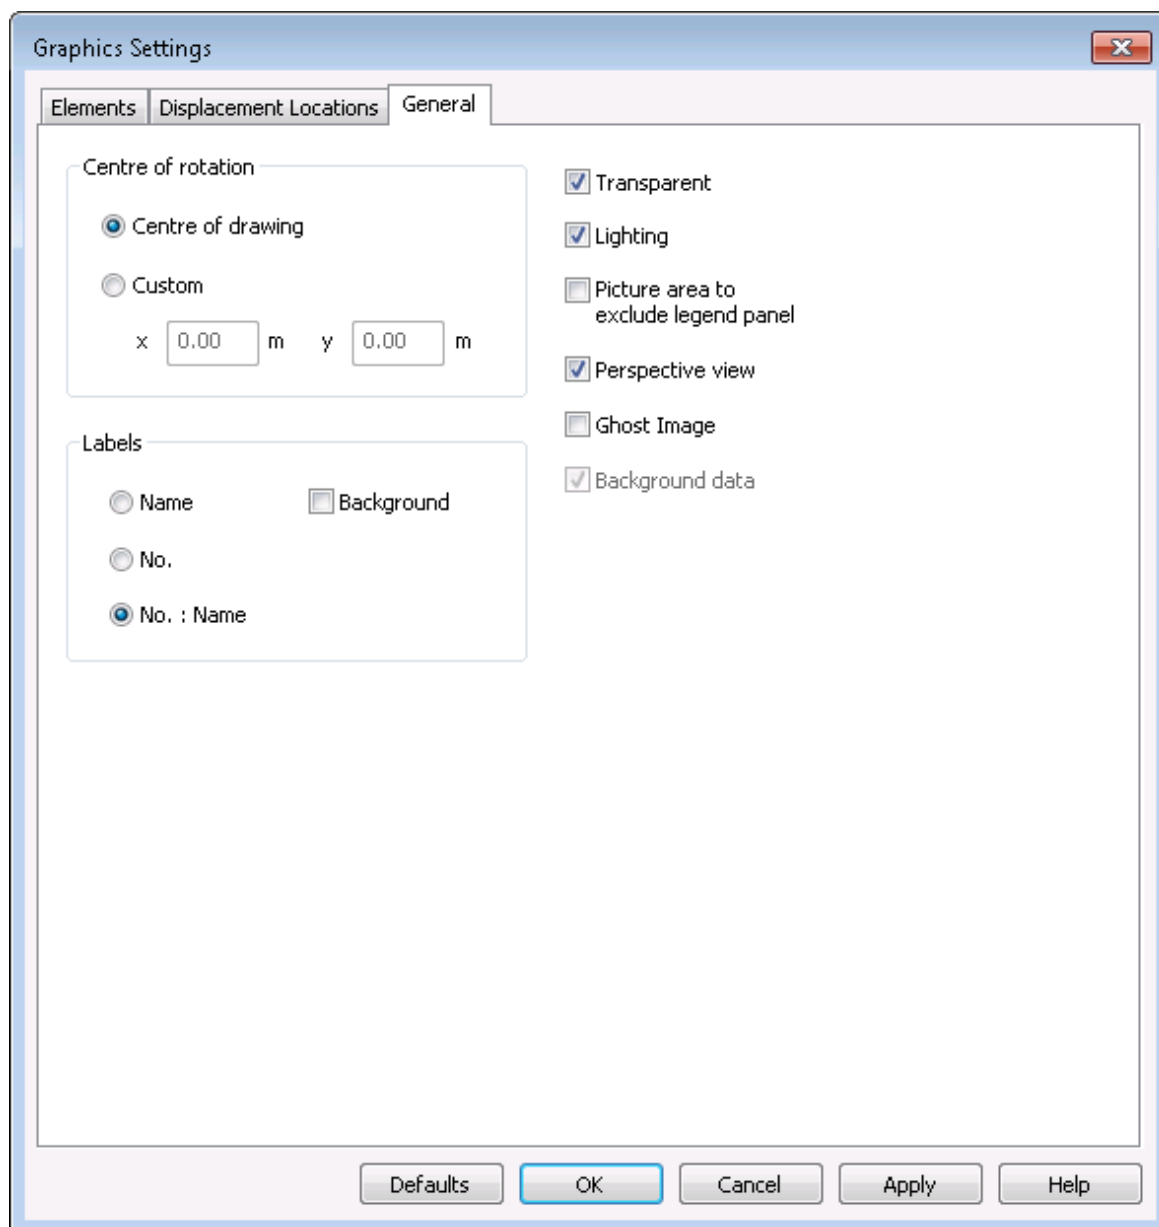 Graphics Settings
Elements Displacement Locations General
Centre of rotation
Centre of drawing
Custom
x 0.00 m y 0.00 m
Labels
Name Background
No.
No. : Name
Transparent
Lighting
Picture area to
exclude legend panel
Perspective view
Ghost Image
Background data
Defaults OK Cancel Apply Help